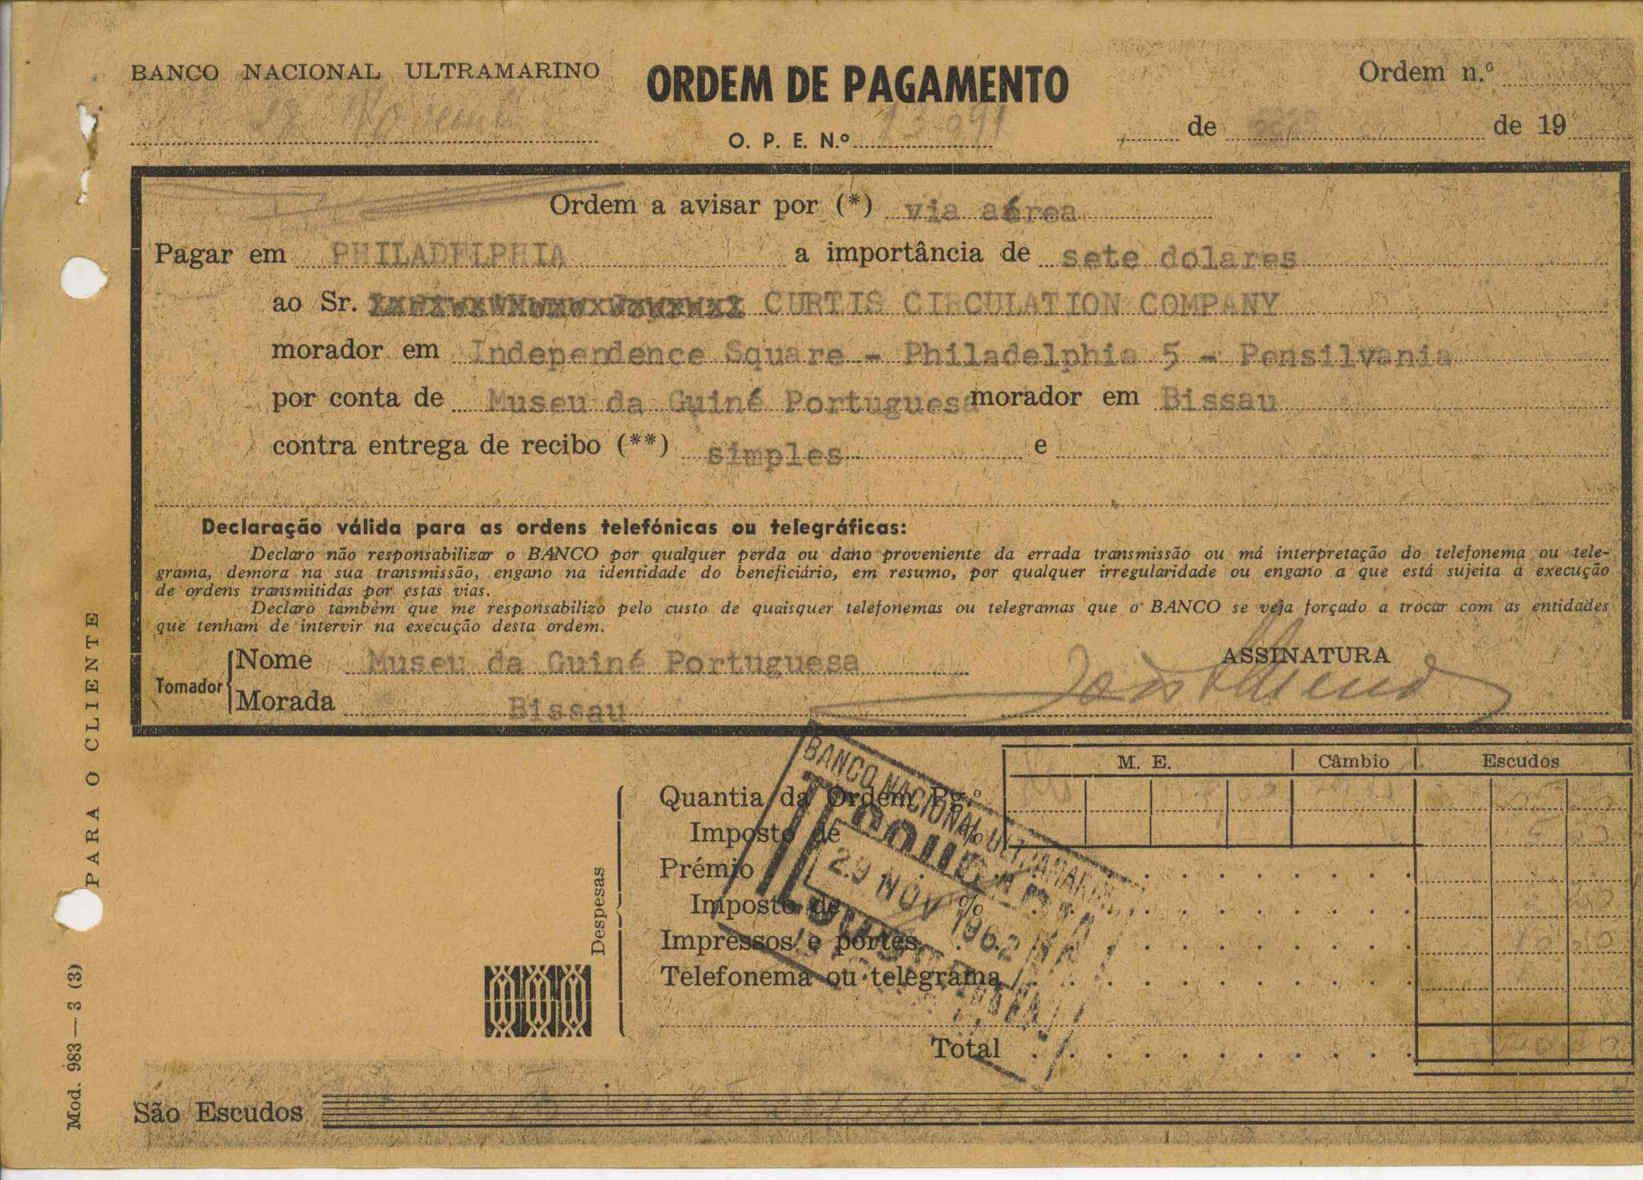 BANCO NACIONAL ULTRAMARINO
ORDEM DE PAGAMENTO
Ordem n.º
O. P. E. N.º
de de 19
Ordem a avisar por (*) via aérea
Pagar em PHILADELPHIA a importância de sete dolares
ao Sr. CURTIS CIRCULATION COMPANY
morador em Independence Square - Philadelphia 5 - Pensilvania
por conta de Museu da Guiné Portuguesa morador em Bissau
contra entrega de recibo (**) simples e
Declaração válida para as ordens telefónicas ou telegráficas:
Declaro não responsabilizar o BANCO por qualquer perda ou dano proveniente da errada transmissão ou má interpretação do telefonema ou tele-
grama, demora na sua transmissão, engano na identidade do beneficiário, em resumo, por qualquer irregularidade ou engano a que está sujeita a execução
de ordens transmitidas por estas vias.
Declaro também que me responsabilizo pelo custo de quaisquer telefonemas ou telegramas que o BANCO se veja forçado a trocar com as entidades
que tenham de intervir na execução desta ordem.
Tomador
Nome Museu da Guiné Portuguesa
Morada Bissau
ASSINATURA
M. E. Câmbio Escudos
Despesas
Quantia da Ordem Pg.º
Imposto de %
Prémio
Imposto de %
Impressos e portes
Telefonema ou telegrama
Total
São Escudos
BANCO NACIONAL ULTRAMARINO
29 NOV 1962
PARA O CLIENTE
Mod. 983 — 3 (3)